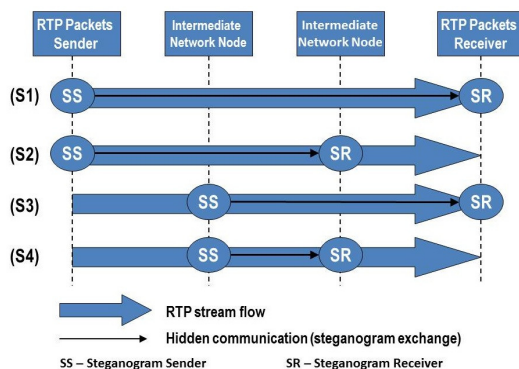 RTP Packets
Sender
Intermediate
Network Node
Intermediate
Network Node
RTP Packets
Receiver
(S1)
SS
SR
(S2)
SS
SR
(S3)
SS
SR
(S4)
SS
SR
RTP stream flow
Hidden communication (steganogram exchange)
SS – Steganogram Sender
SR – Steganogram Receiver